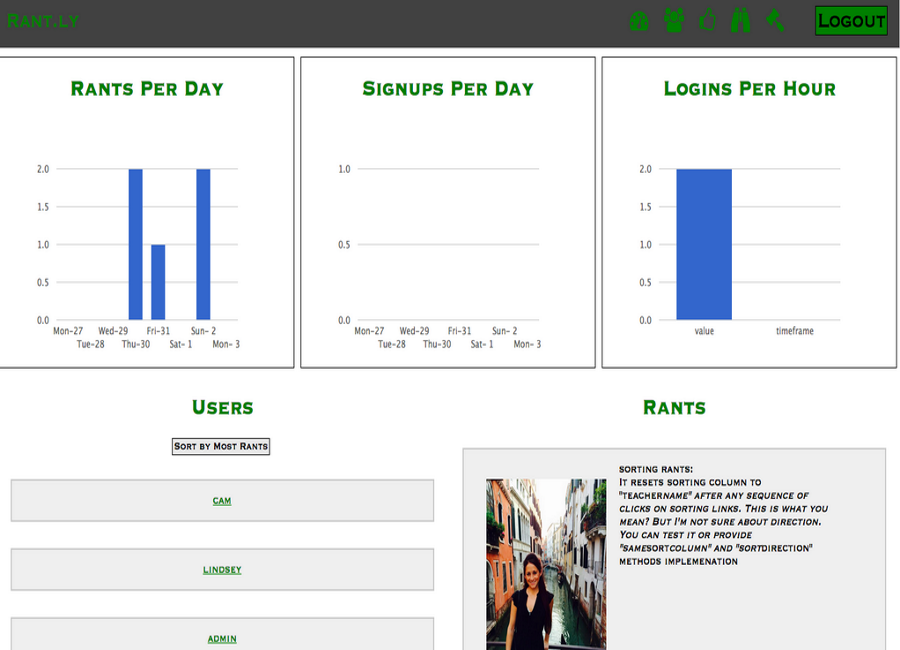 Rant.ly
Logout
Rants Per Day
2.0
1.5
1.0
0.5
0.0
Mon-27 Wed-29 Fri-31 Sun- 2
Tue-28 Thu-30 Sat- 1 Mon- 3
Signups Per Day
1.0
0.5
0.0
Mon-27 Wed-29 Fri-31 Sun- 2
Tue-28 Thu-30 Sat- 1 Mon- 3
Logins Per Hour
2.0
1.5
1.0
0.5
0.0
value timeframe
Users
Sort by Most Rants
cam
lindsey
admin
Rants
sorting rants:
It resets sorting column to
"teachername" after any sequence of
clicks on sorting links. This is what you
mean? But I'm not sure about direction.
You can test it or provide
"samesortcolumn" and "sortdirection"
methods implemenation